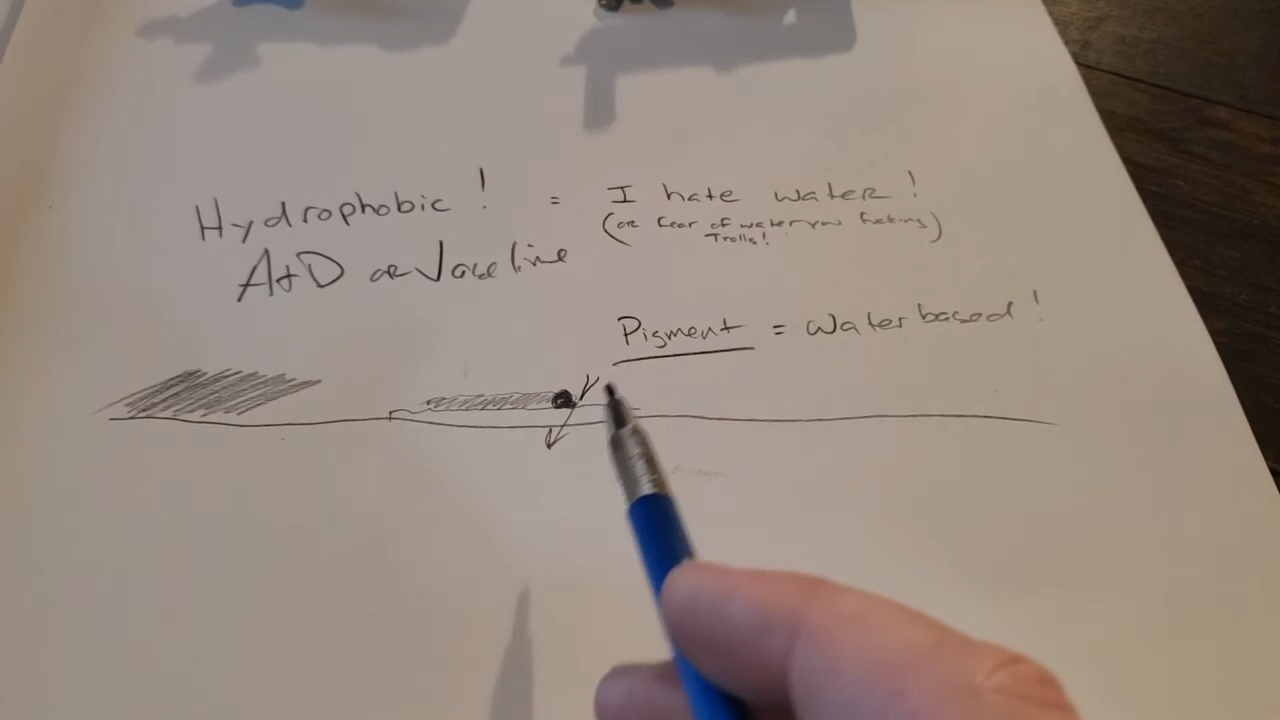 Hydrophobic! = I hate water!
(or fear of water you fucking
Trolls!)
A+D or Vaseline
Pigment = Water based!